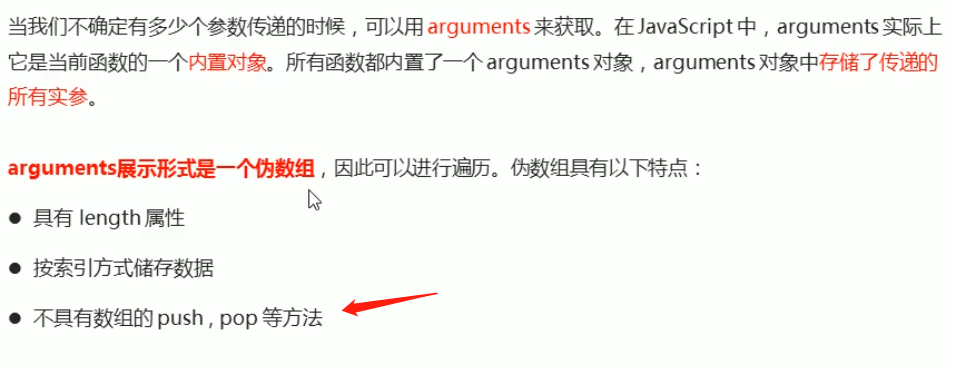 当我们不确定有多少个参数传递的时候，可以用 arguments 来获取。在 JavaScript 中，arguments 实际上
它是当前函数的一个内置对象。所有函数都内置了一个 arguments 对象，arguments 对象中存储了传递的
所有实参。
arguments展示形式是一个伪数组，因此可以进行遍历。伪数组具有以下特点：
● 具有 length 属性
● 按索引方式储存数据
● 不具有数组的 push , pop 等方法